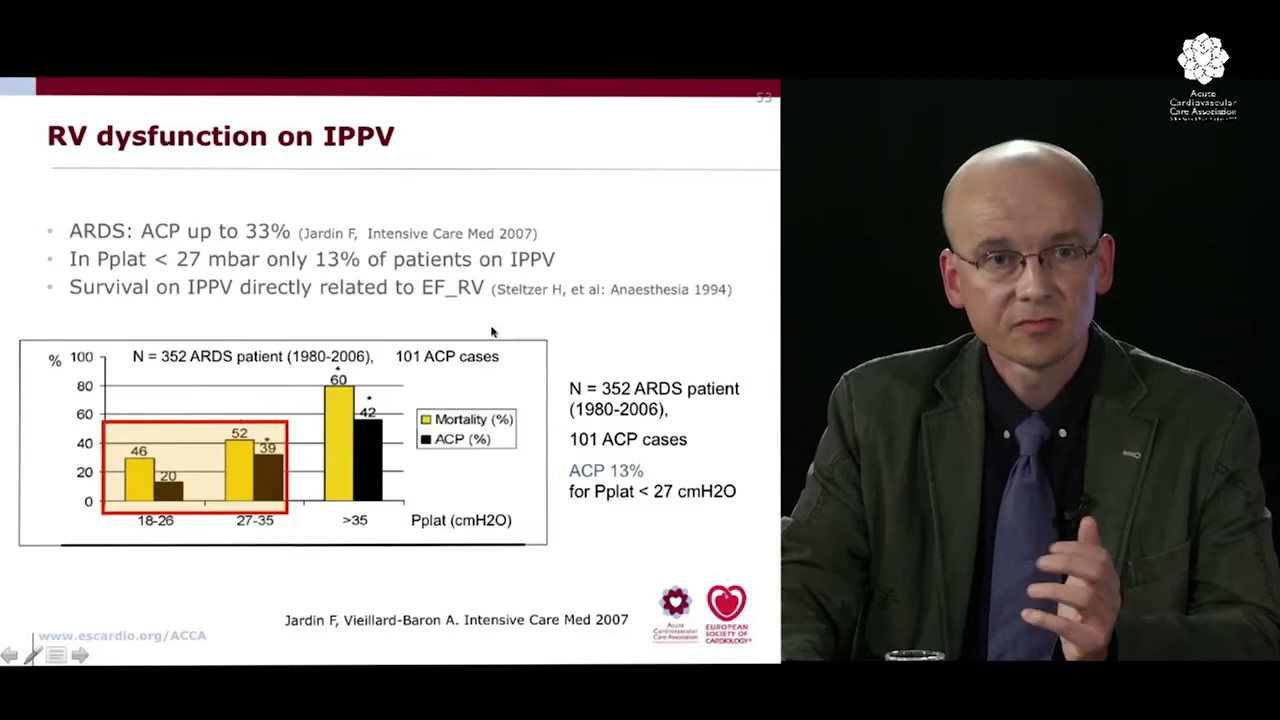 Acute
Cardiovascular
Care Association
53
RV dysfunction on IPPV
• ARDS: ACP up to 33% (Jardin F, Intensive Care Med 2007)
• In Pplat < 27 mbar only 13% of patients on IPPV
• Survival on IPPV directly related to EF_RV (Steltzer H, et al: Anaesthesia 1994)
% 100 N = 352 ARDS patient (1980-2006), 101 ACP cases
80
60
40
20
0
46
20
52
*
39
*
60
*
42
18-26
27-35
>35
Pplat (cmH2O)
Mortality (%)
ACP (%)
N = 352 ARDS patient
(1980-2006),
101 ACP cases
ACP 13%
for Pplat < 27 cmH2O
Jardin F, Vieillard-Baron A. Intensive Care Med 2007
Acute
Cardiovascular
Care Association
EUROPEAN
SOCIETY OF
CARDIOLOGY®
www.escardio.org/ACCA